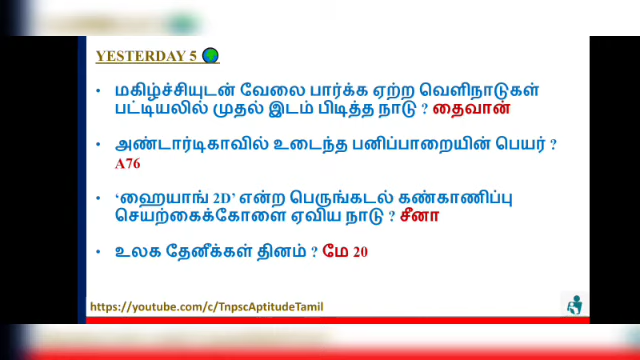 YESTERDAY 5
• மகிழ்ச்சியுடன் வேலை பார்க்க ஏற்ற வெளிநாடுகள்
பட்டியலில் முதல் இடம் பிடித்த நாடு ? தைவான்
• அண்டார்டிகாவில் உடைந்த பனிப்பாறையின் பெயர் ?
A76
• ‘ஹையாங் 2D’ என்ற பெருங்கடல் கண்காணிப்பு
செயற்கைக்கோளை ஏவிய நாடு ? சீனா
• உலக தேனீக்கள் தினம் ? மே 20
https://youtube.com/c/TnpscAptitudeTamil